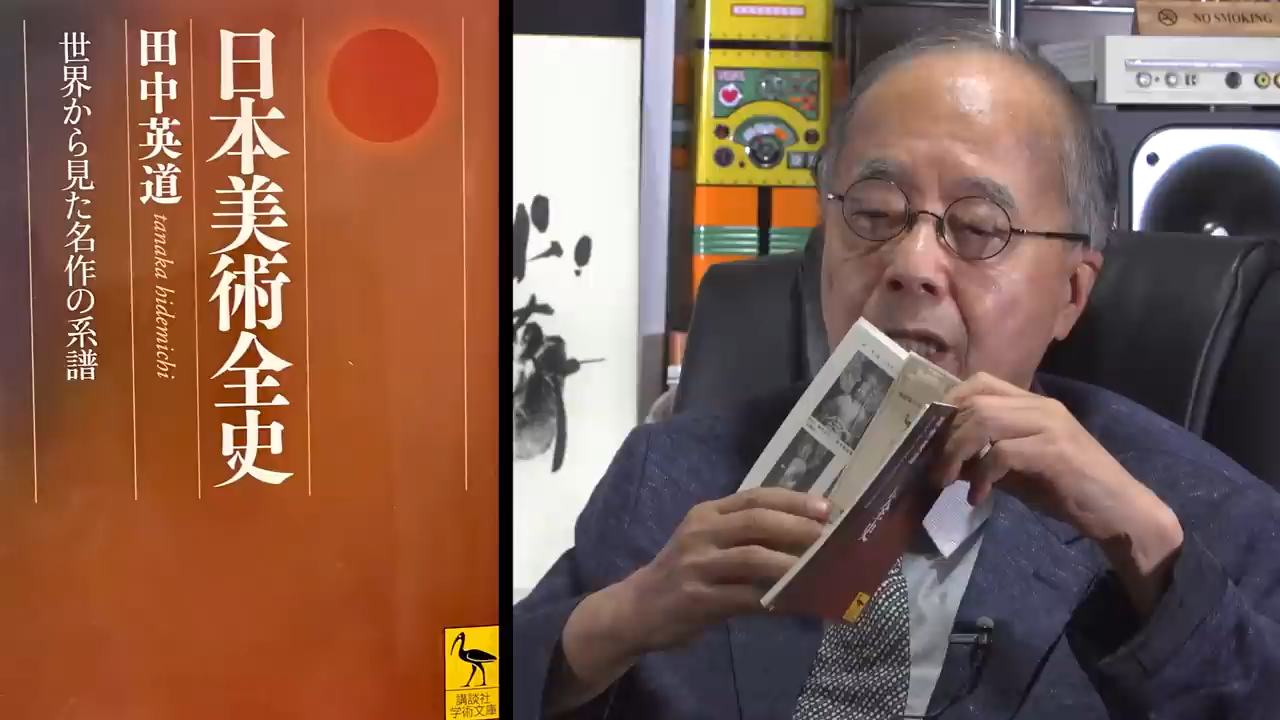 日本美術全史
田中英道
tanaka hidemichi
世界から見た名作の系譜
講談社
学術文庫
NO SMOKING